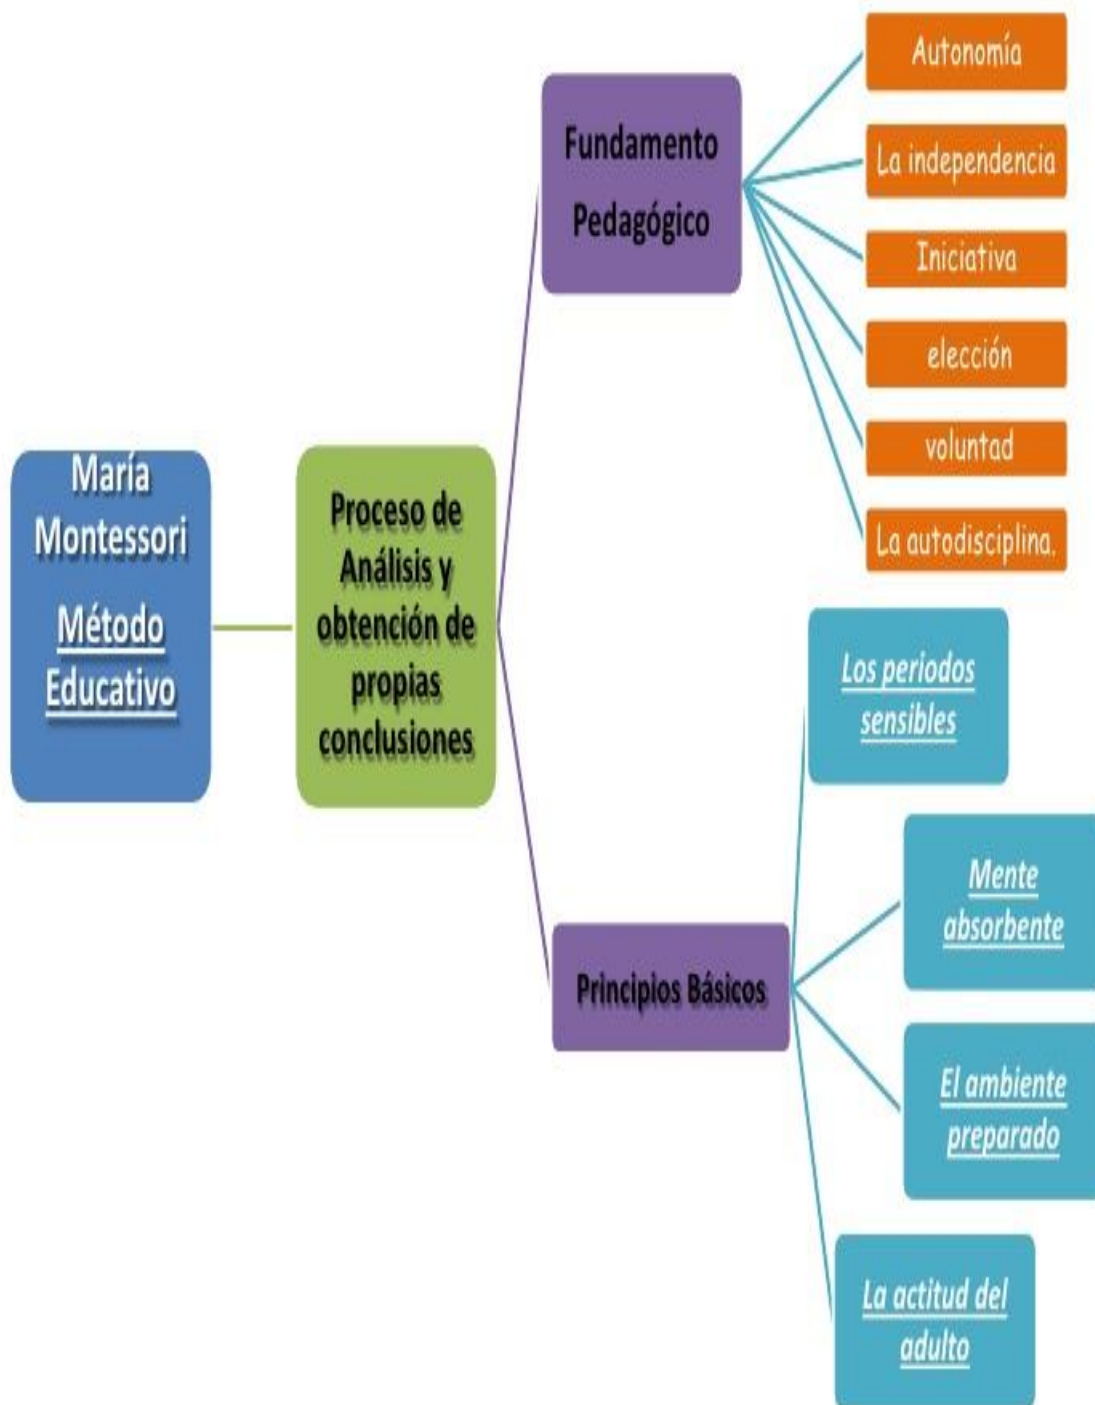 María
Montessori
Método
Educativo
Proceso de
Análisis y
obtención de
propias
conclusiones
Fundamento
Pedagógico
Autonomía
La independencia
Iniciativa
elección
voluntad
La autodisciplina.
Principios Básicos
Los periodos
sensibles
Mente
absorbente
El ambiente
preparado
La actitud del
adulto